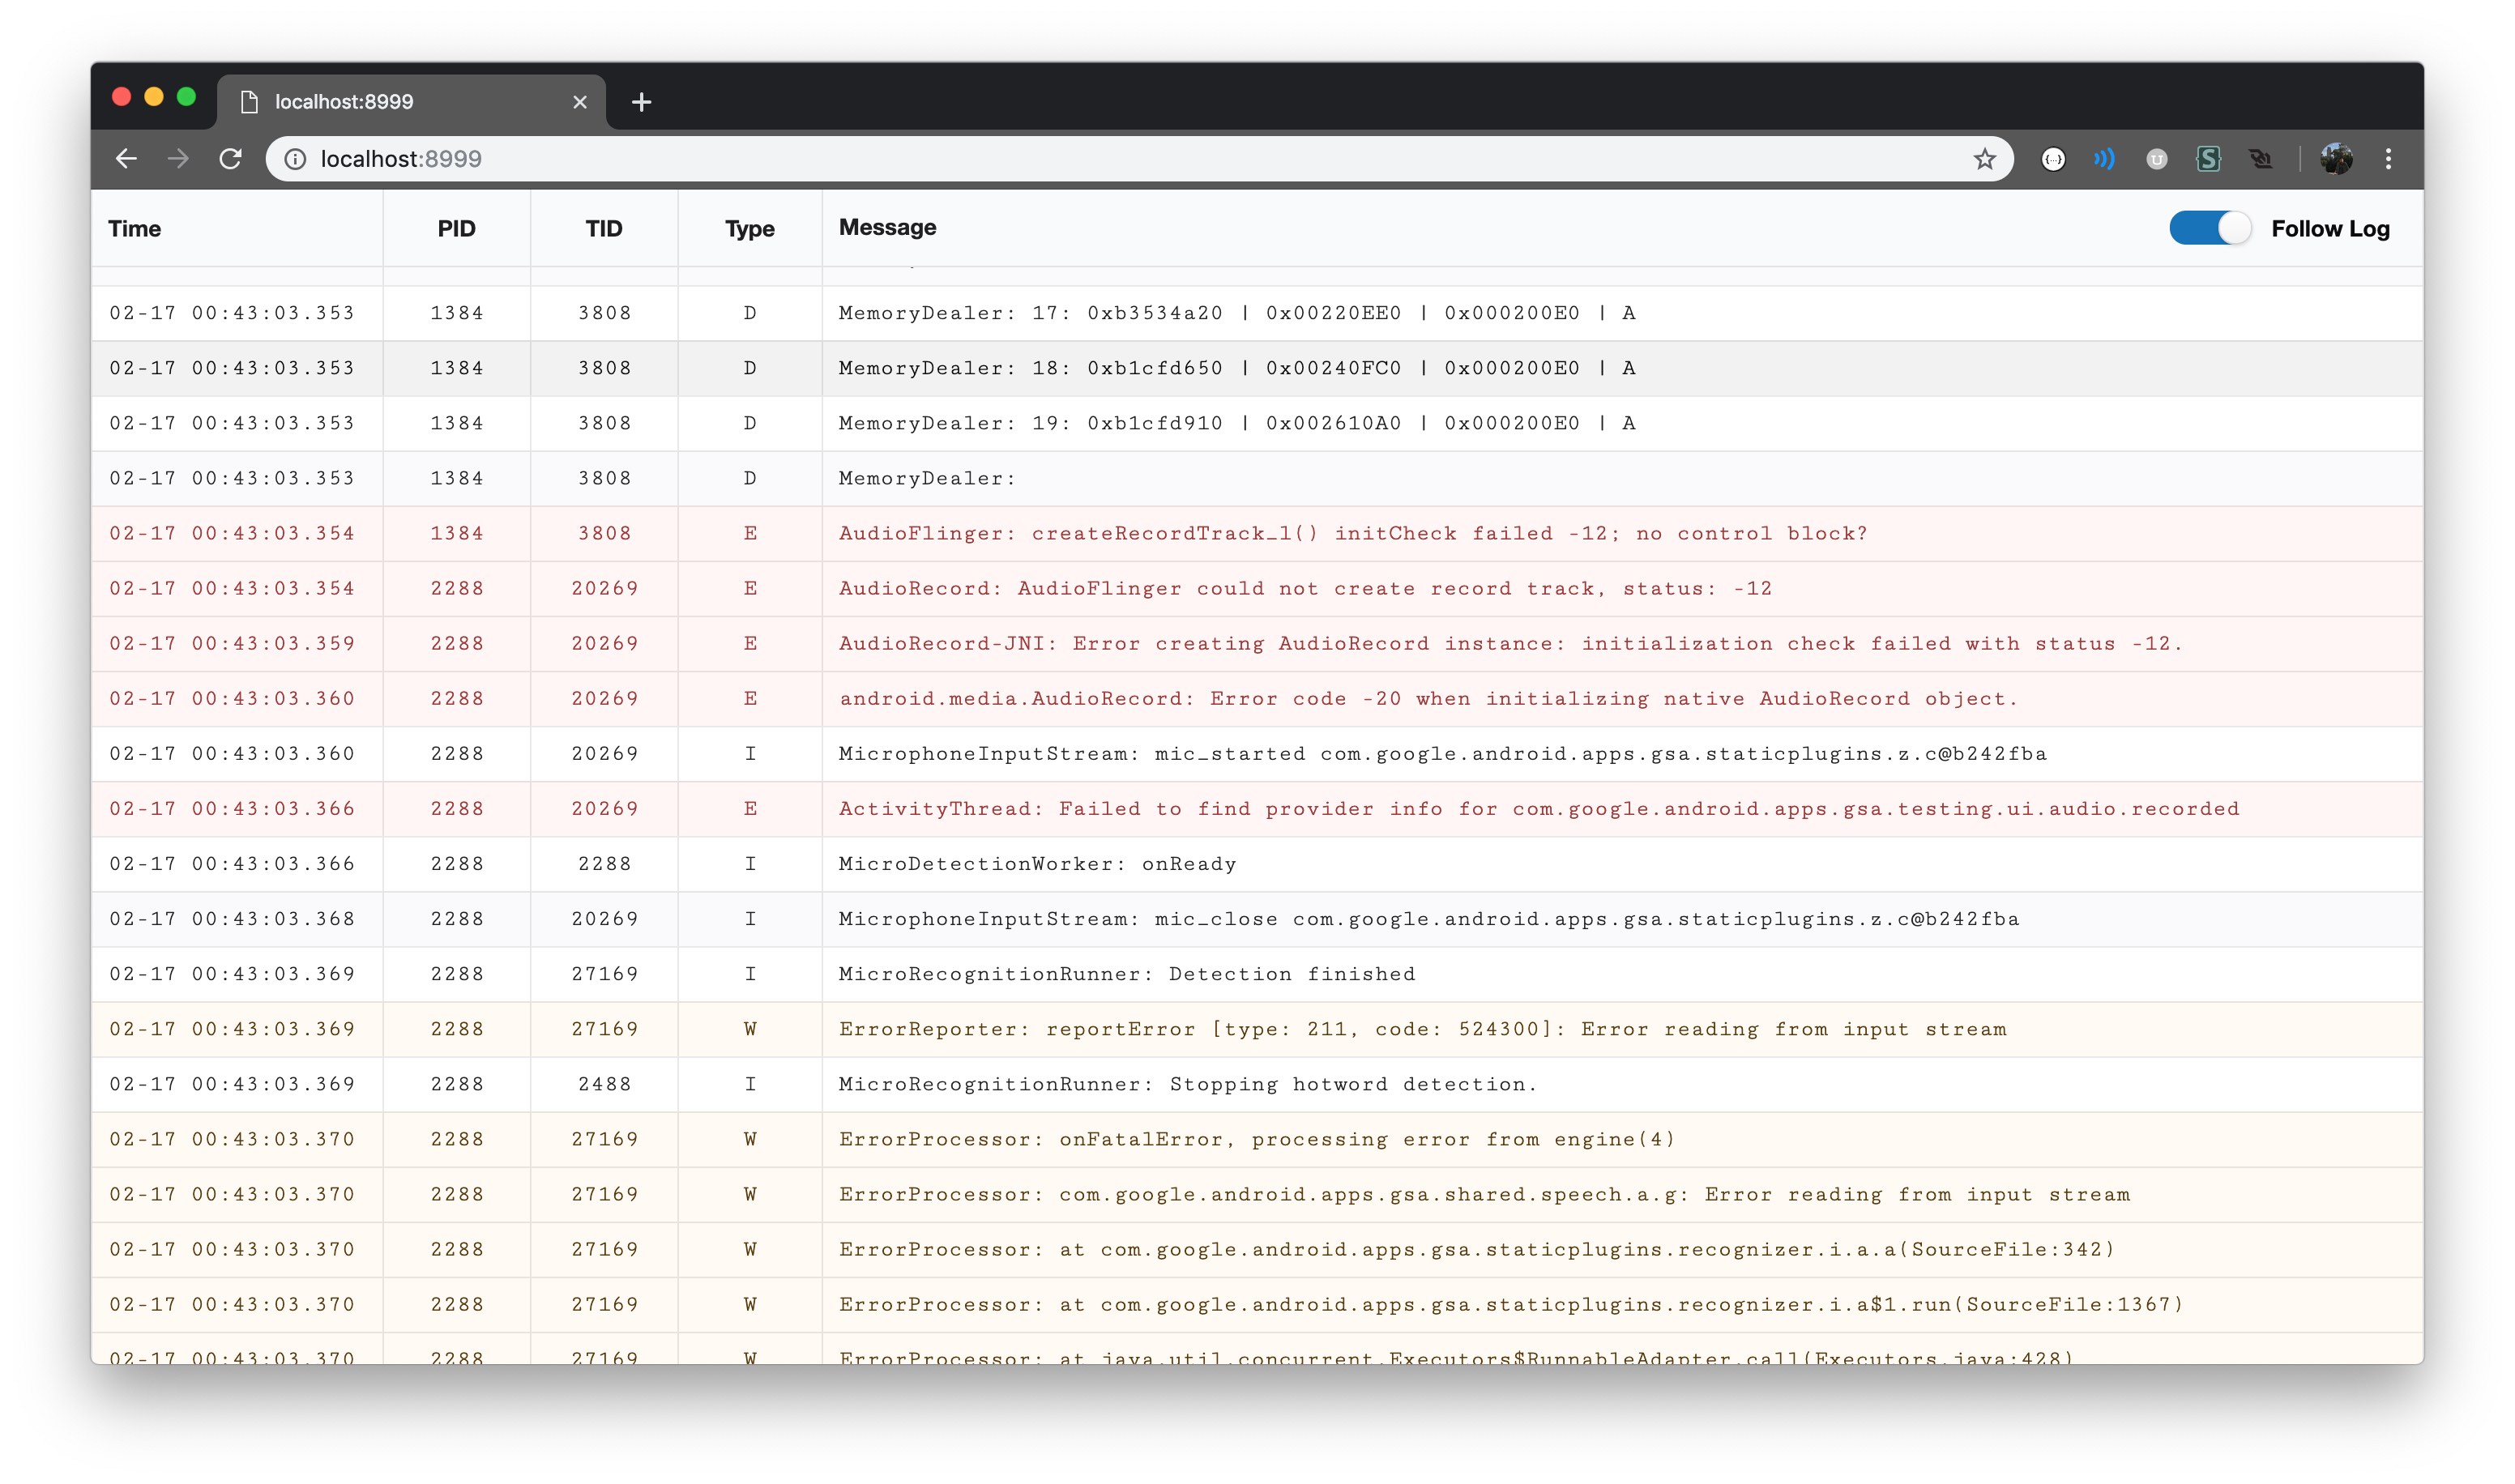 localhost:8999
localhost:8999
Time PID TID Type Message Follow Log
02-17 00:43:03.353 1384 3808 D MemoryDealer: 17: 0xb3534a20 | 0x00220EE0 | 0x000200E0 | A
02-17 00:43:03.353 1384 3808 D MemoryDealer: 18: 0xb1cfd650 | 0x00240FC0 | 0x000200E0 | A
02-17 00:43:03.353 1384 3808 D MemoryDealer: 19: 0xb1cfd910 | 0x002610A0 | 0x000200E0 | A
02-17 00:43:03.353 1384 3808 D MemoryDealer:
02-17 00:43:03.354 1384 3808 E AudioFlinger: createRecordTrack_l() initCheck failed -12; no control block?
02-17 00:43:03.354 2288 20269 E AudioRecord: AudioFlinger could not create record track, status: -12
02-17 00:43:03.359 2288 20269 E AudioRecord-JNI: Error creating AudioRecord instance: initialization check failed with status -12.
02-17 00:43:03.360 2288 20269 E android.media.AudioRecord: Error code -20 when initializing native AudioRecord object.
02-17 00:43:03.360 2288 20269 I MicrophoneInputStream: mic_started com.google.android.apps.gsa.staticplugins.z.c@b242fba
02-17 00:43:03.366 2288 20269 E ActivityThread: Failed to find provider info for com.google.android.apps.gsa.testing.ui.audio.recorded
02-17 00:43:03.366 2288 2288 I MicroDetectionWorker: onReady
02-17 00:43:03.368 2288 20269 I MicrophoneInputStream: mic_close com.google.android.apps.gsa.staticplugins.z.c@b242fba
02-17 00:43:03.369 2288 27169 I MicroRecognitionRunner: Detection finished
02-17 00:43:03.369 2288 27169 W ErrorReporter: reportError [type: 211, code: 524300]: Error reading from input stream
02-17 00:43:03.369 2288 2488 I MicroRecognitionRunner: Stopping hotword detection.
02-17 00:43:03.370 2288 27169 W ErrorProcessor: onFatalError, processing error from engine(4)
02-17 00:43:03.370 2288 27169 W ErrorProcessor: com.google.android.apps.gsa.shared.speech.a.g: Error reading from input stream
02-17 00:43:03.370 2288 27169 W ErrorProcessor: at com.google.android.apps.gsa.staticplugins.recognizer.i.a.a(SourceFile:342)
02-17 00:43:03.370 2288 27169 W ErrorProcessor: at com.google.android.apps.gsa.staticplugins.recognizer.i.a$1.run(SourceFile:1367)
02-17 00:43:03.370 2288 27169 W ErrorProcessor: at java.util.concurrent.Executors$RunnableAdapter.call(Executors.java:428)